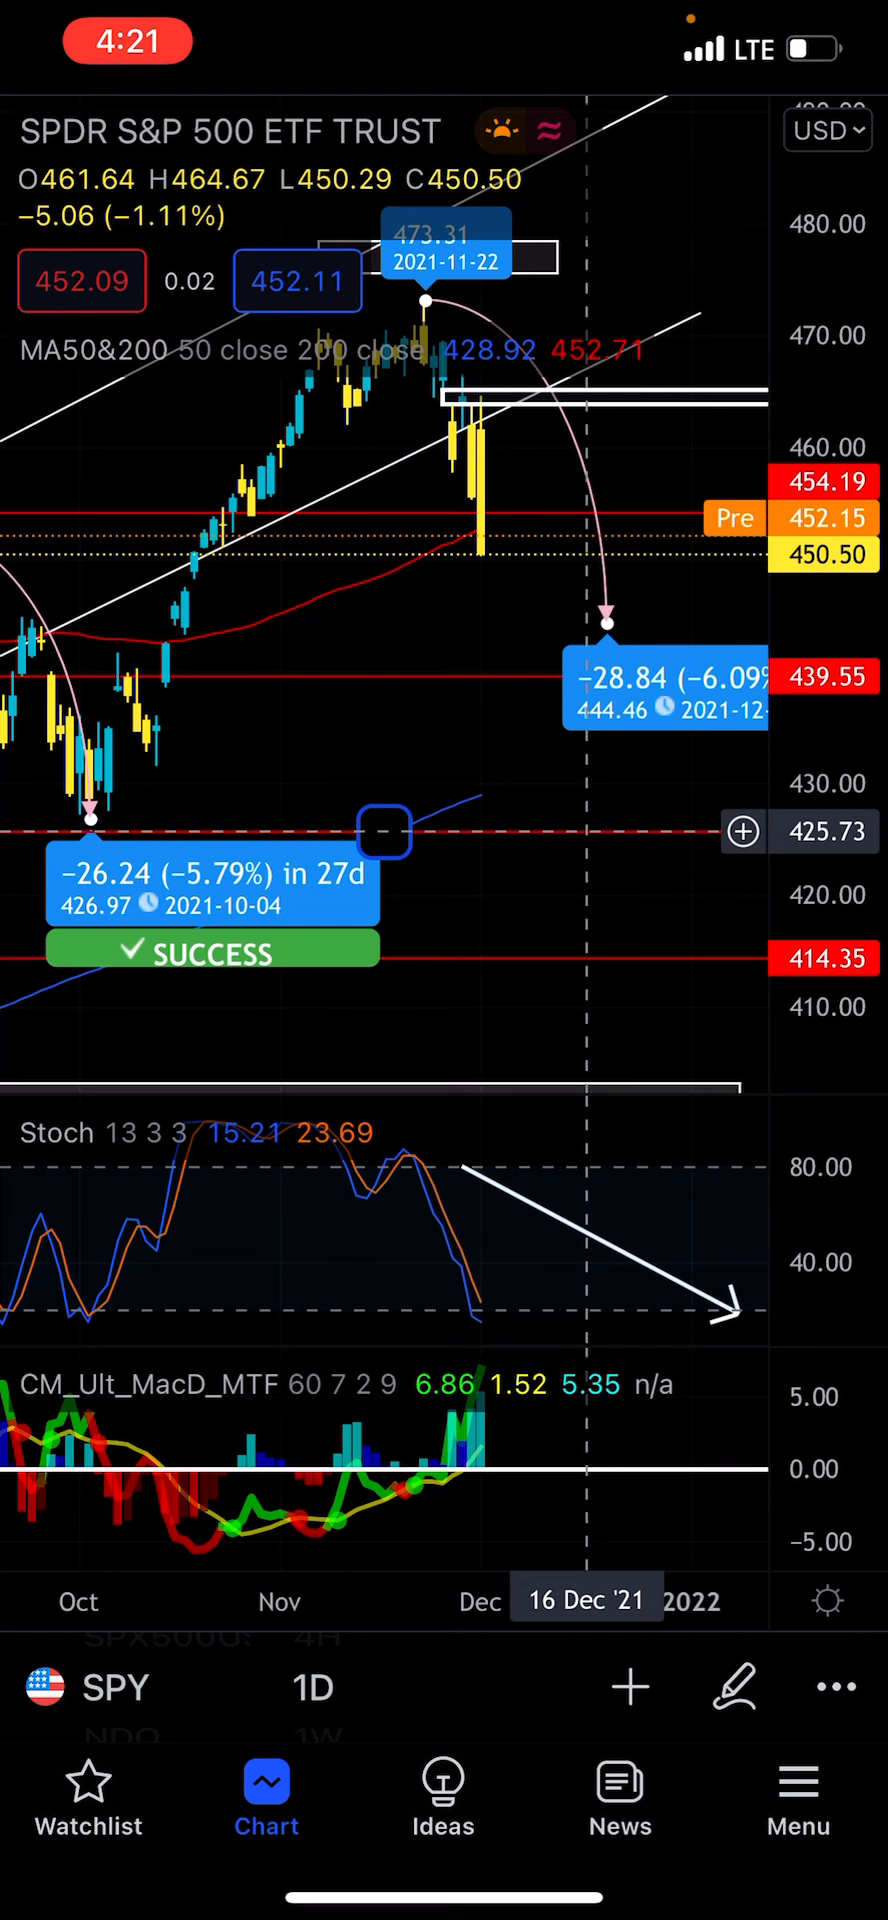 4:21
LTE
SPDR S&P 500 ETF TRUST
USD
O461.64 H464.67 L450.29 C450.50
−5.06 (−1.11%)
480.00
473.31
2021-11-22
452.09 0.02 452.11
470.00
MA50&200 50 close 200 close 428.92 452.71
460.00
454.19
Pre 452.15
450.50
−28.84 (−6.09%
444.46 2021-12-
439.55
430.00
425.73
−26.24 (−5.79%) in 27d
426.97 2021-10-04
420.00
SUCCESS
414.35
410.00
Stoch 13 3 3 15.21 23.69
80.00
40.00
CM_Ult_MacD_MTF 60 7 2 9 6.86 1.52 5.35 n/a
5.00
0.00
−5.00
Oct Nov Dec 16 Dec '21 2022
4H
SPY 1D
NDQ 1W
Watchlist Chart Ideas News Menu